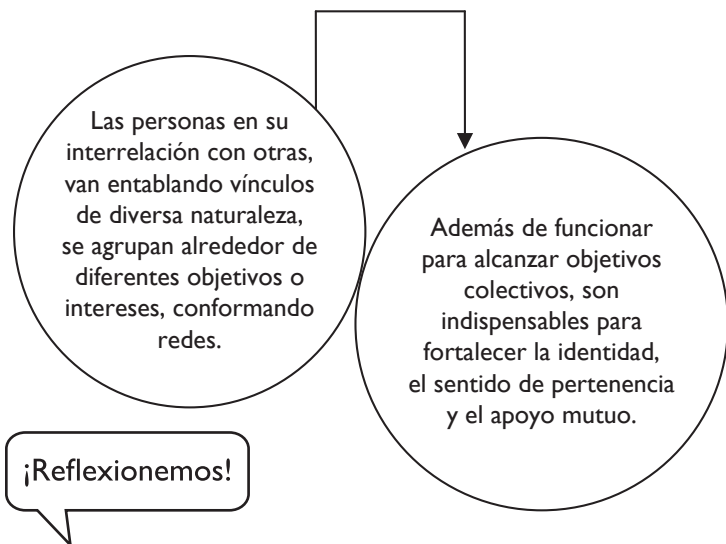 Las personas en su
interrelación con otras,
van entablando vínculos
de diversa naturaleza,
se agrupan alrededor de
diferentes objetivos o
intereses, conformando
redes.
Además de funcionar
para alcanzar objetivos
colectivos, son
indispensables para
fortalecer la identidad,
el sentido de pertenencia
y el apoyo mutuo.
¡Reflexionemos!